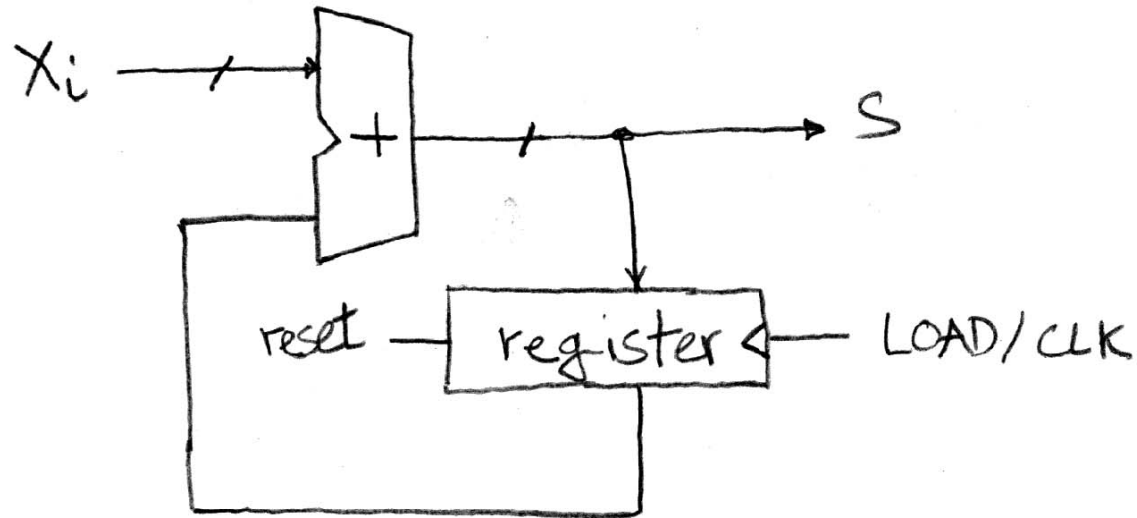 Xi
+
S
reset
register
LOAD/CLK